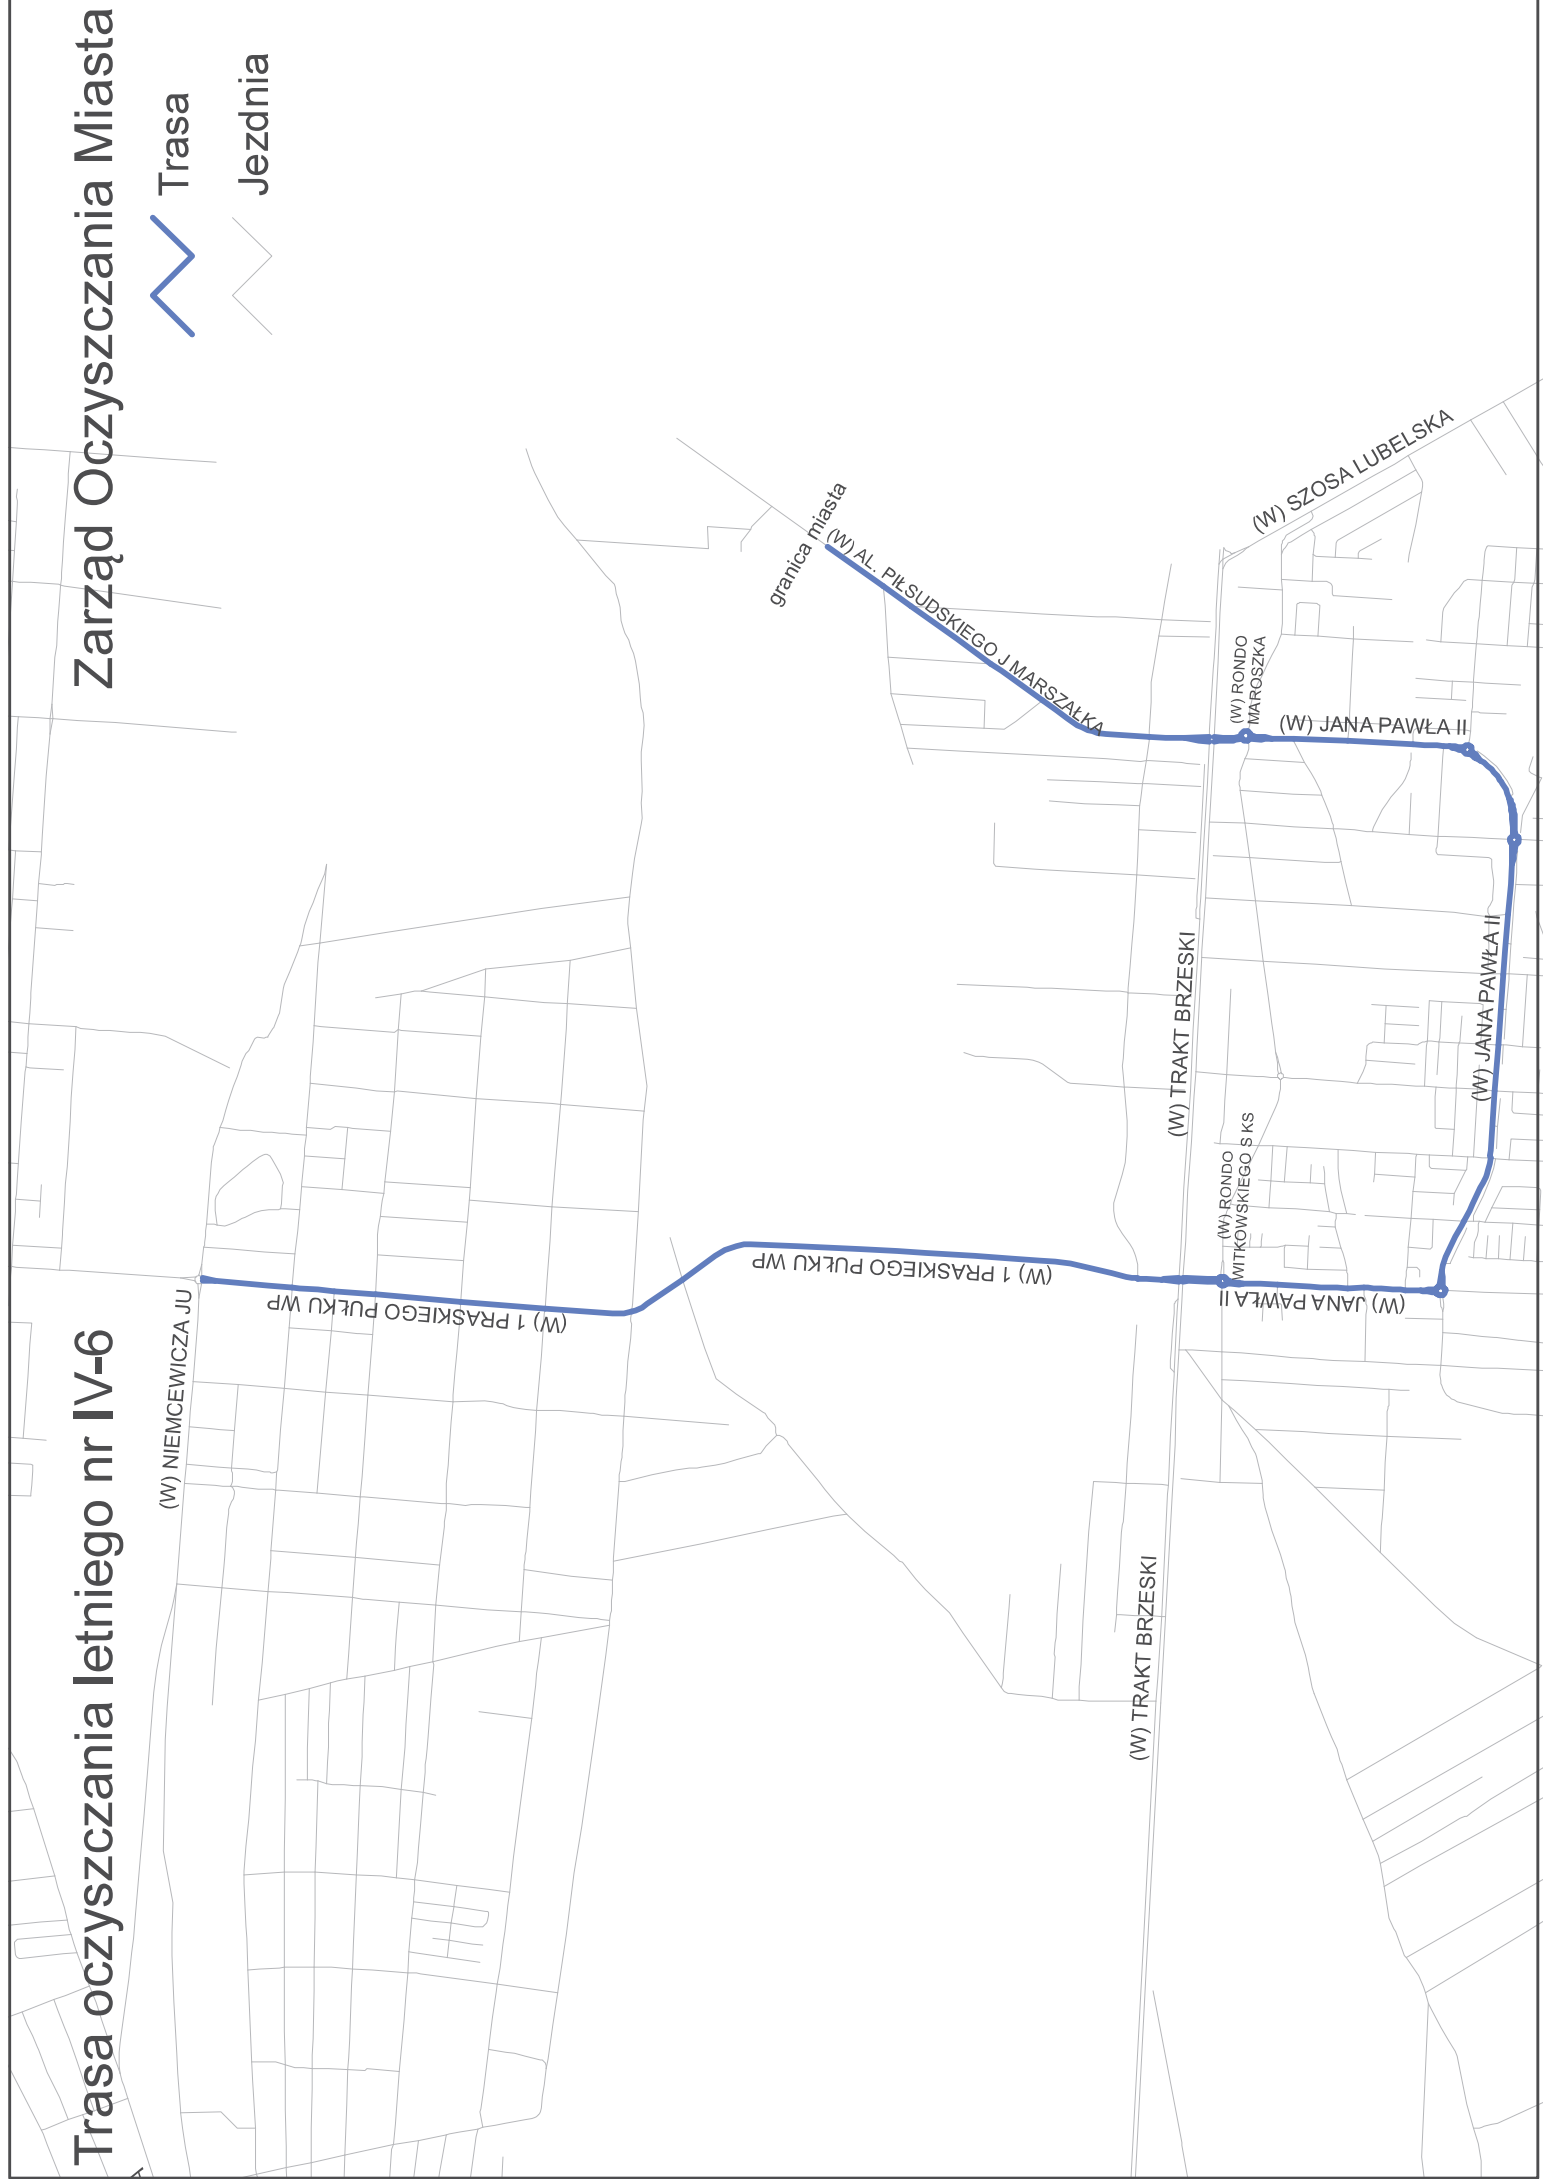 Trasa oczyszczania letniego nr IV-6
Zarząd Oczyszczania Miasta
Trasa
Jezdnia
(W) NIEMCEWICZA JU
(W) 1 PRASKIEGO PUŁKU WP
(W) 1 PRASKIEGO PUŁKU WP
granica miasta
(W) AL. PIŁSUDSKIEGO J MARSZAŁKA
(W) TRAKT BRZESKI
(W) TRAKT BRZESKI
(W) SZOSA LUBELSKA
(W) RONDO
MAROSZKA
(W) JANA PAWŁA II
(W) RONDO
WITKOWSKIEGO S KS
(W) JANA PAWŁA II
(W) JANA PAWŁA II